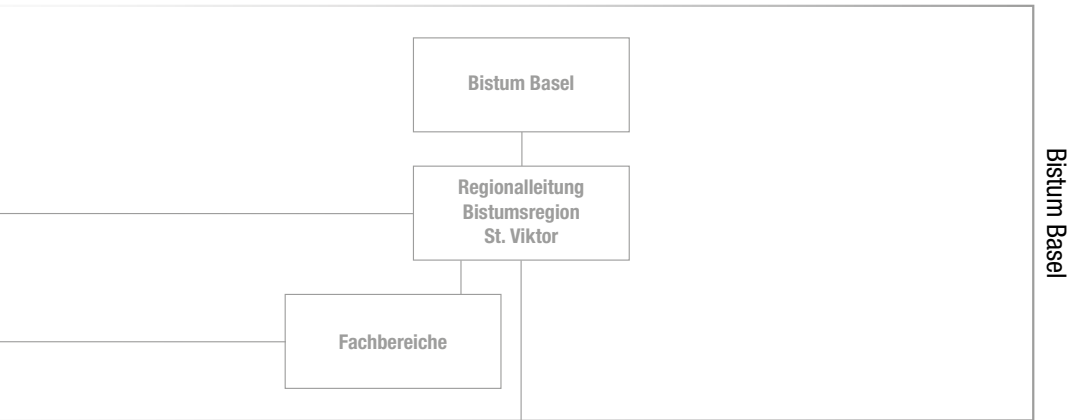 Bistum Basel
Regionalleitung
Bistumsregion
St. Viktor
Fachbereiche
Bistum Basel